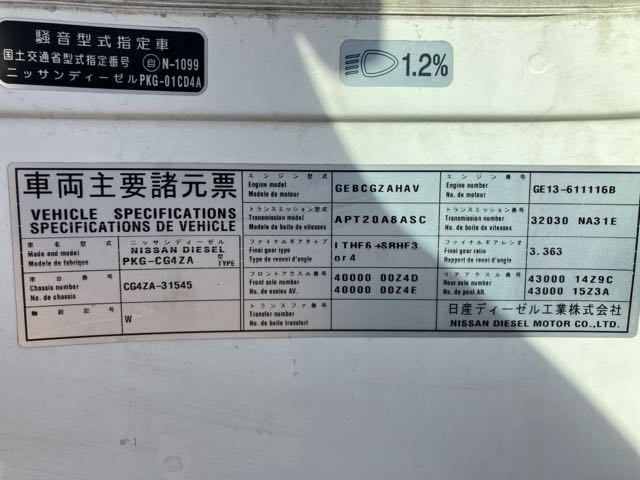 騒音型式指定車
国土交通省型式指定番号 自 N-1099
ニッサンディーゼル PKG-01CD4A
1.2%
車両主要諸元票
VEHICLE SPECIFICATIONS
SPECIFICATIONS DE VEHICLE
車名型式
Made and model
Modele de fabrique
ニッサンディーゼル
NISSAN DIESEL
PKG-CG4ZA
型
TYPE
車台番号
Chassis number
No. de chassis
CG4ZA-31545
軸距記号
W
エンジン型式
Engine model
Modele de moteur
GEBCGZAHAV
トランスミッション型式
Transmission model
Modele de boite de vitesses
APT20A8ASC
ファイナルギアタイプ
Final gear type
Type de renvoi d'angle
nr4
フロントアクスル番号
Front axle number
No. de essieu AV.
40000 00Z4D
40000 00Z4E
トランスファ番号
Transfer number
No. de boite transfert
エンジン番号
Engine number
No. de moteur
GE13-611116B
トランスミッション番号
Transmission number
No. de boite de vitesses
32030 NA31E
ファイナルギアレシオ
Final gear ratio
Rapport de renvoi d'angle
3.363
リアアクスル番号
Rear axle number
No. de pont AR.
43000 14Z9C
43000 15Z3A
日産ディーゼル工業株式会社
NISSAN DIESEL MOTOR CO.,LTD.